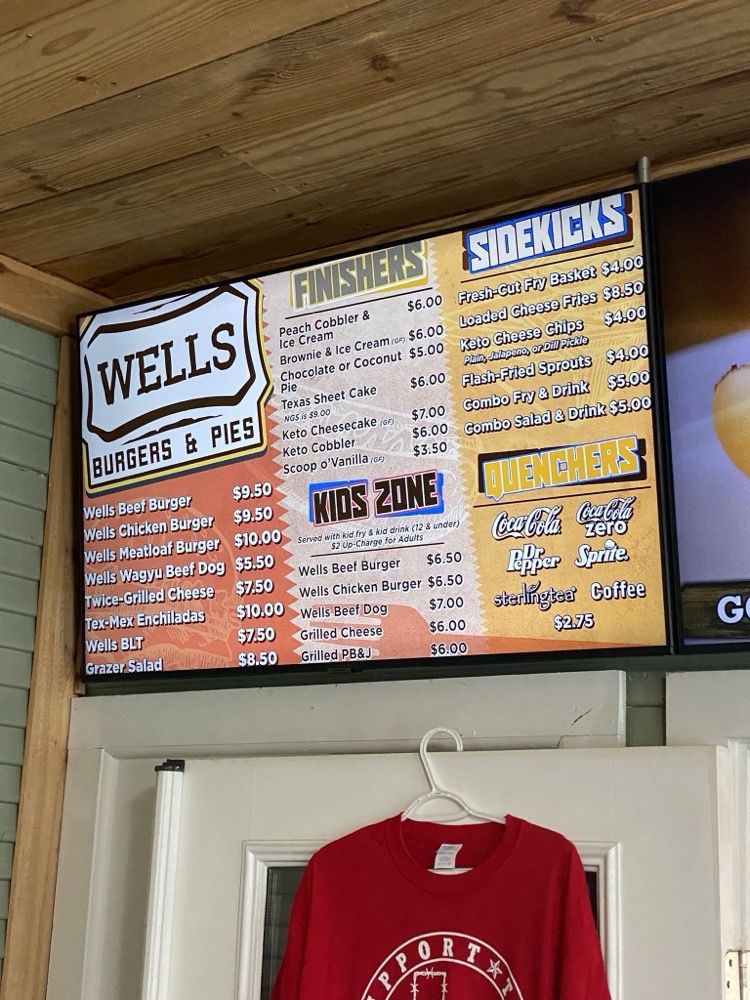 WELLS
BURGERS & PIES
Wells Beef Burger $9.50
Wells Chicken Burger $9.50
Wells Meatloaf Burger $10.00
Wells Wagyu Beef Dog $5.50
Twice-Grilled Cheese $7.50
Tex-Mex Enchiladas $10.00
Wells BLT $7.50
Grazer Salad $8.50
FINISHERS
Peach Cobbler & $6.00
Ice Cream
Brownie & Ice Cream (GF) $6.00
Chocolate or Coconut $5.00
Pie
Texas Sheet Cake $6.00
NGS is $9.00
Keto Cheesecake (GF) $7.00
Keto Cobbler $6.00
Scoop o'Vanilla (GF) $3.50
KIDS ZONE
Served with kid fry & kid drink (12 & under)
$2 Up-Charge for Adults
Wells Beef Burger $6.50
Wells Chicken Burger $6.50
Wells Beef Dog $7.00
Grilled Cheese $6.00
Grilled PB&J $6.00
SIDEKICKS
Fresh-Cut Fry Basket $4.00
Loaded Cheese Fries $8.50
Keto Cheese Chips $4.00
Plain, Jalapeno, or Dill Pickle
Flash-Fried Sprouts $4.00
Combo Fry & Drink $5.00
Combo Salad & Drink $5.00
QUENCHERS
Coca-Cola Coca-Cola zero
Dr Pepper Sprite
sterlingtea Coffee
$2.75